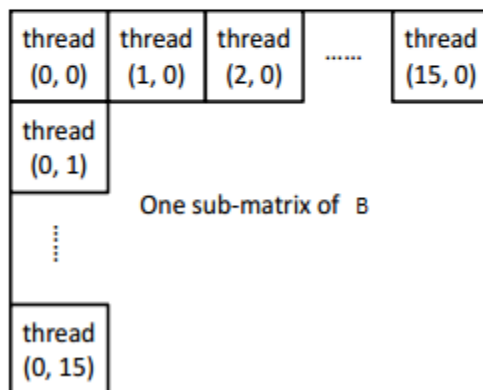 thread thread thread ...... thread
(0, 0) (1, 0) (2, 0) (15, 0)
thread
(0, 1)
One sub-matrix of B
......
thread
(0, 15)